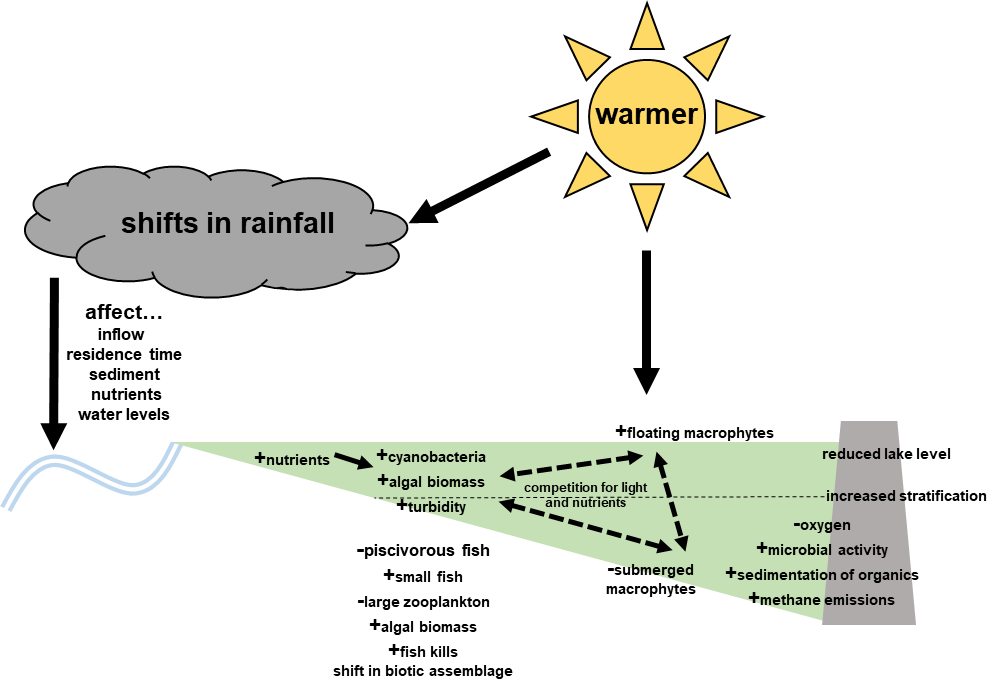 warmer
shifts in rainfall
affect...
inflow
residence time
sediment
nutrients
water levels
+floating macrophytes
reduced lake level
+nutrients
+cyanobacteria
+algal biomass
+turbidity
competition for light
and nutrients
increased stratification
-oxygen
+microbial activity
+sedimentation of organics
+methane emissions
-submerged
macrophytes
-piscivorous fish
+small fish
-large zooplankton
+algal biomass
+fish kills
shift in biotic assemblage